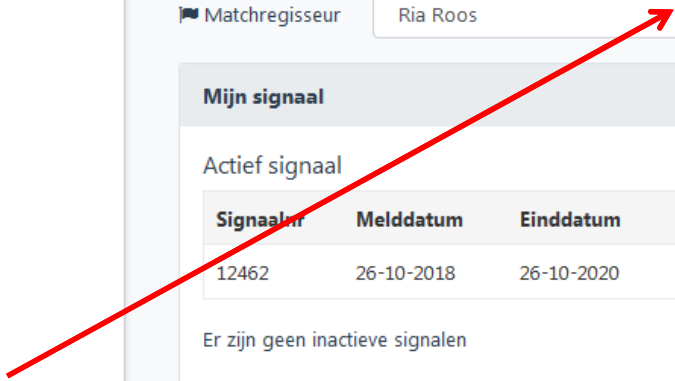 Matchregisseur Ria Roos
Mijn signaal
Actief signaal
Signaalnr Melddatum Einddatum
12462 26-10-2018 26-10-2020
Er zijn geen inactieve signalen